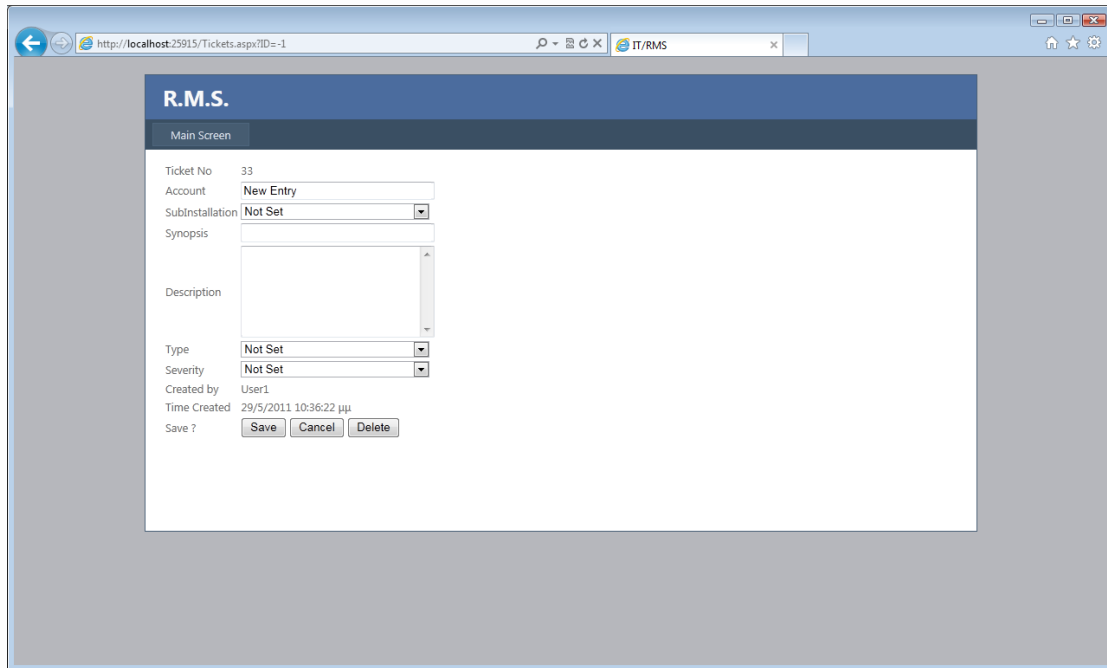 http://localhost:25915/Tickets.aspx?ID=-1
IT/RMS
R.M.S.
Main Screen
Ticket No 33
Account New Entry
SubInstallation Not Set
Synopsis
Description
Type Not Set
Severity Not Set
Created by User1
Time Created 29/5/2011 10:36:22 μμ
Save ? Save Cancel Delete